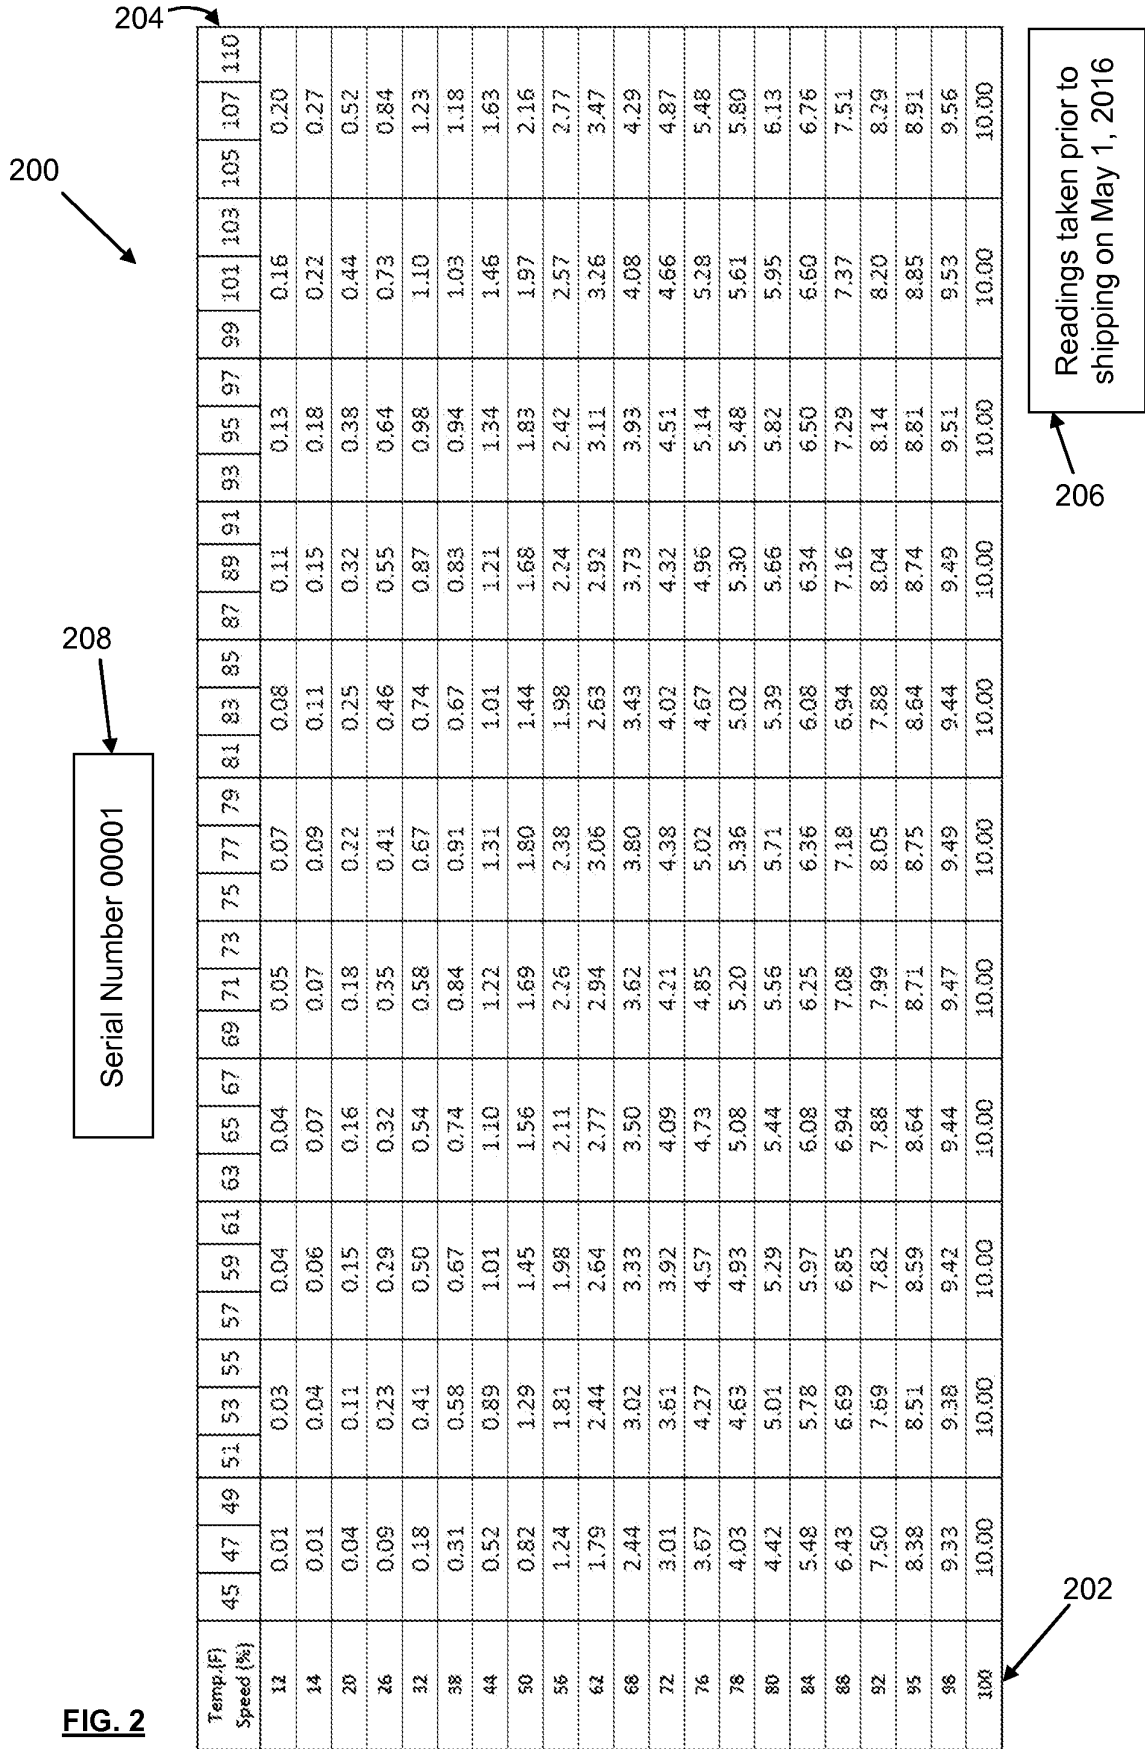 200
204
208
Serial Number 00001
Temp.(F) 45 47 49 51 53 55 57 59 61 63 65 67 69 71 73 75 77 79 81 83 85 87 89 91 93 95 97 99 101 103 105 107 110
Speed (%)
12 0.01 0.03 0.04 0.04 0.05 0.07 0.08 0.11 0.13 0.16 0.20
14 0.01 0.04 0.06 0.07 0.07 0.09 0.11 0.15 0.18 0.22 0.27
20 0.04 0.11 0.15 0.16 0.18 0.22 0.25 0.32 0.38 0.44 0.52
26 0.09 0.23 0.29 0.32 0.35 0.41 0.46 0.55 0.64 0.73 0.84
32 0.18 0.41 0.50 0.54 0.58 0.67 0.74 0.87 0.98 1.10 1.23
38 0.31 0.58 0.67 0.74 0.84 0.91 0.67 0.83 0.94 1.03 1.18
44 0.52 0.89 1.01 1.10 1.22 1.31 1.01 1.21 1.34 1.46 1.63
50 0.82 1.29 1.45 1.56 1.69 1.80 1.44 1.68 1.83 1.97 2.16
56 1.24 1.81 1.98 2.11 2.26 2.38 1.98 2.24 2.42 2.57 2.77
62 1.79 2.44 2.64 2.77 2.94 3.06 2.63 2.92 3.11 3.26 3.47
68 2.44 3.02 3.33 3.50 3.62 3.80 3.43 3.73 3.93 4.08 4.29
72 3.01 3.61 3.92 4.09 4.21 4.38 4.02 4.32 4.51 4.66 4.87
76 3.67 4.27 4.57 4.73 4.85 5.02 4.67 4.96 5.14 5.28 5.48
78 4.03 4.63 4.93 5.08 5.20 5.36 5.02 5.30 5.48 5.61 5.80
80 4.42 5.01 5.29 5.44 5.56 5.71 5.39 5.66 5.82 5.95 6.13
84 5.48 5.78 5.97 6.08 6.25 6.36 6.08 6.34 6.50 6.60 6.76
88 6.43 6.69 6.85 6.94 7.08 7.18 6.94 7.16 7.29 7.37 7.51
92 7.50 7.69 7.82 7.88 7.99 8.05 7.88 8.04 8.14 8.20 8.29
95 8.38 8.51 8.59 8.64 8.71 8.75 8.64 8.74 8.81 8.85 8.91
98 9.33 9.38 9.42 9.44 9.47 9.49 9.44 9.49 9.51 9.53 9.56
100 10.00 10.00 10.00 10.00 10.00 10.00 10.00 10.00 10.00 10.00 10.00
202
206
Readings taken prior to
shipping on May 1, 2016
FIG. 2